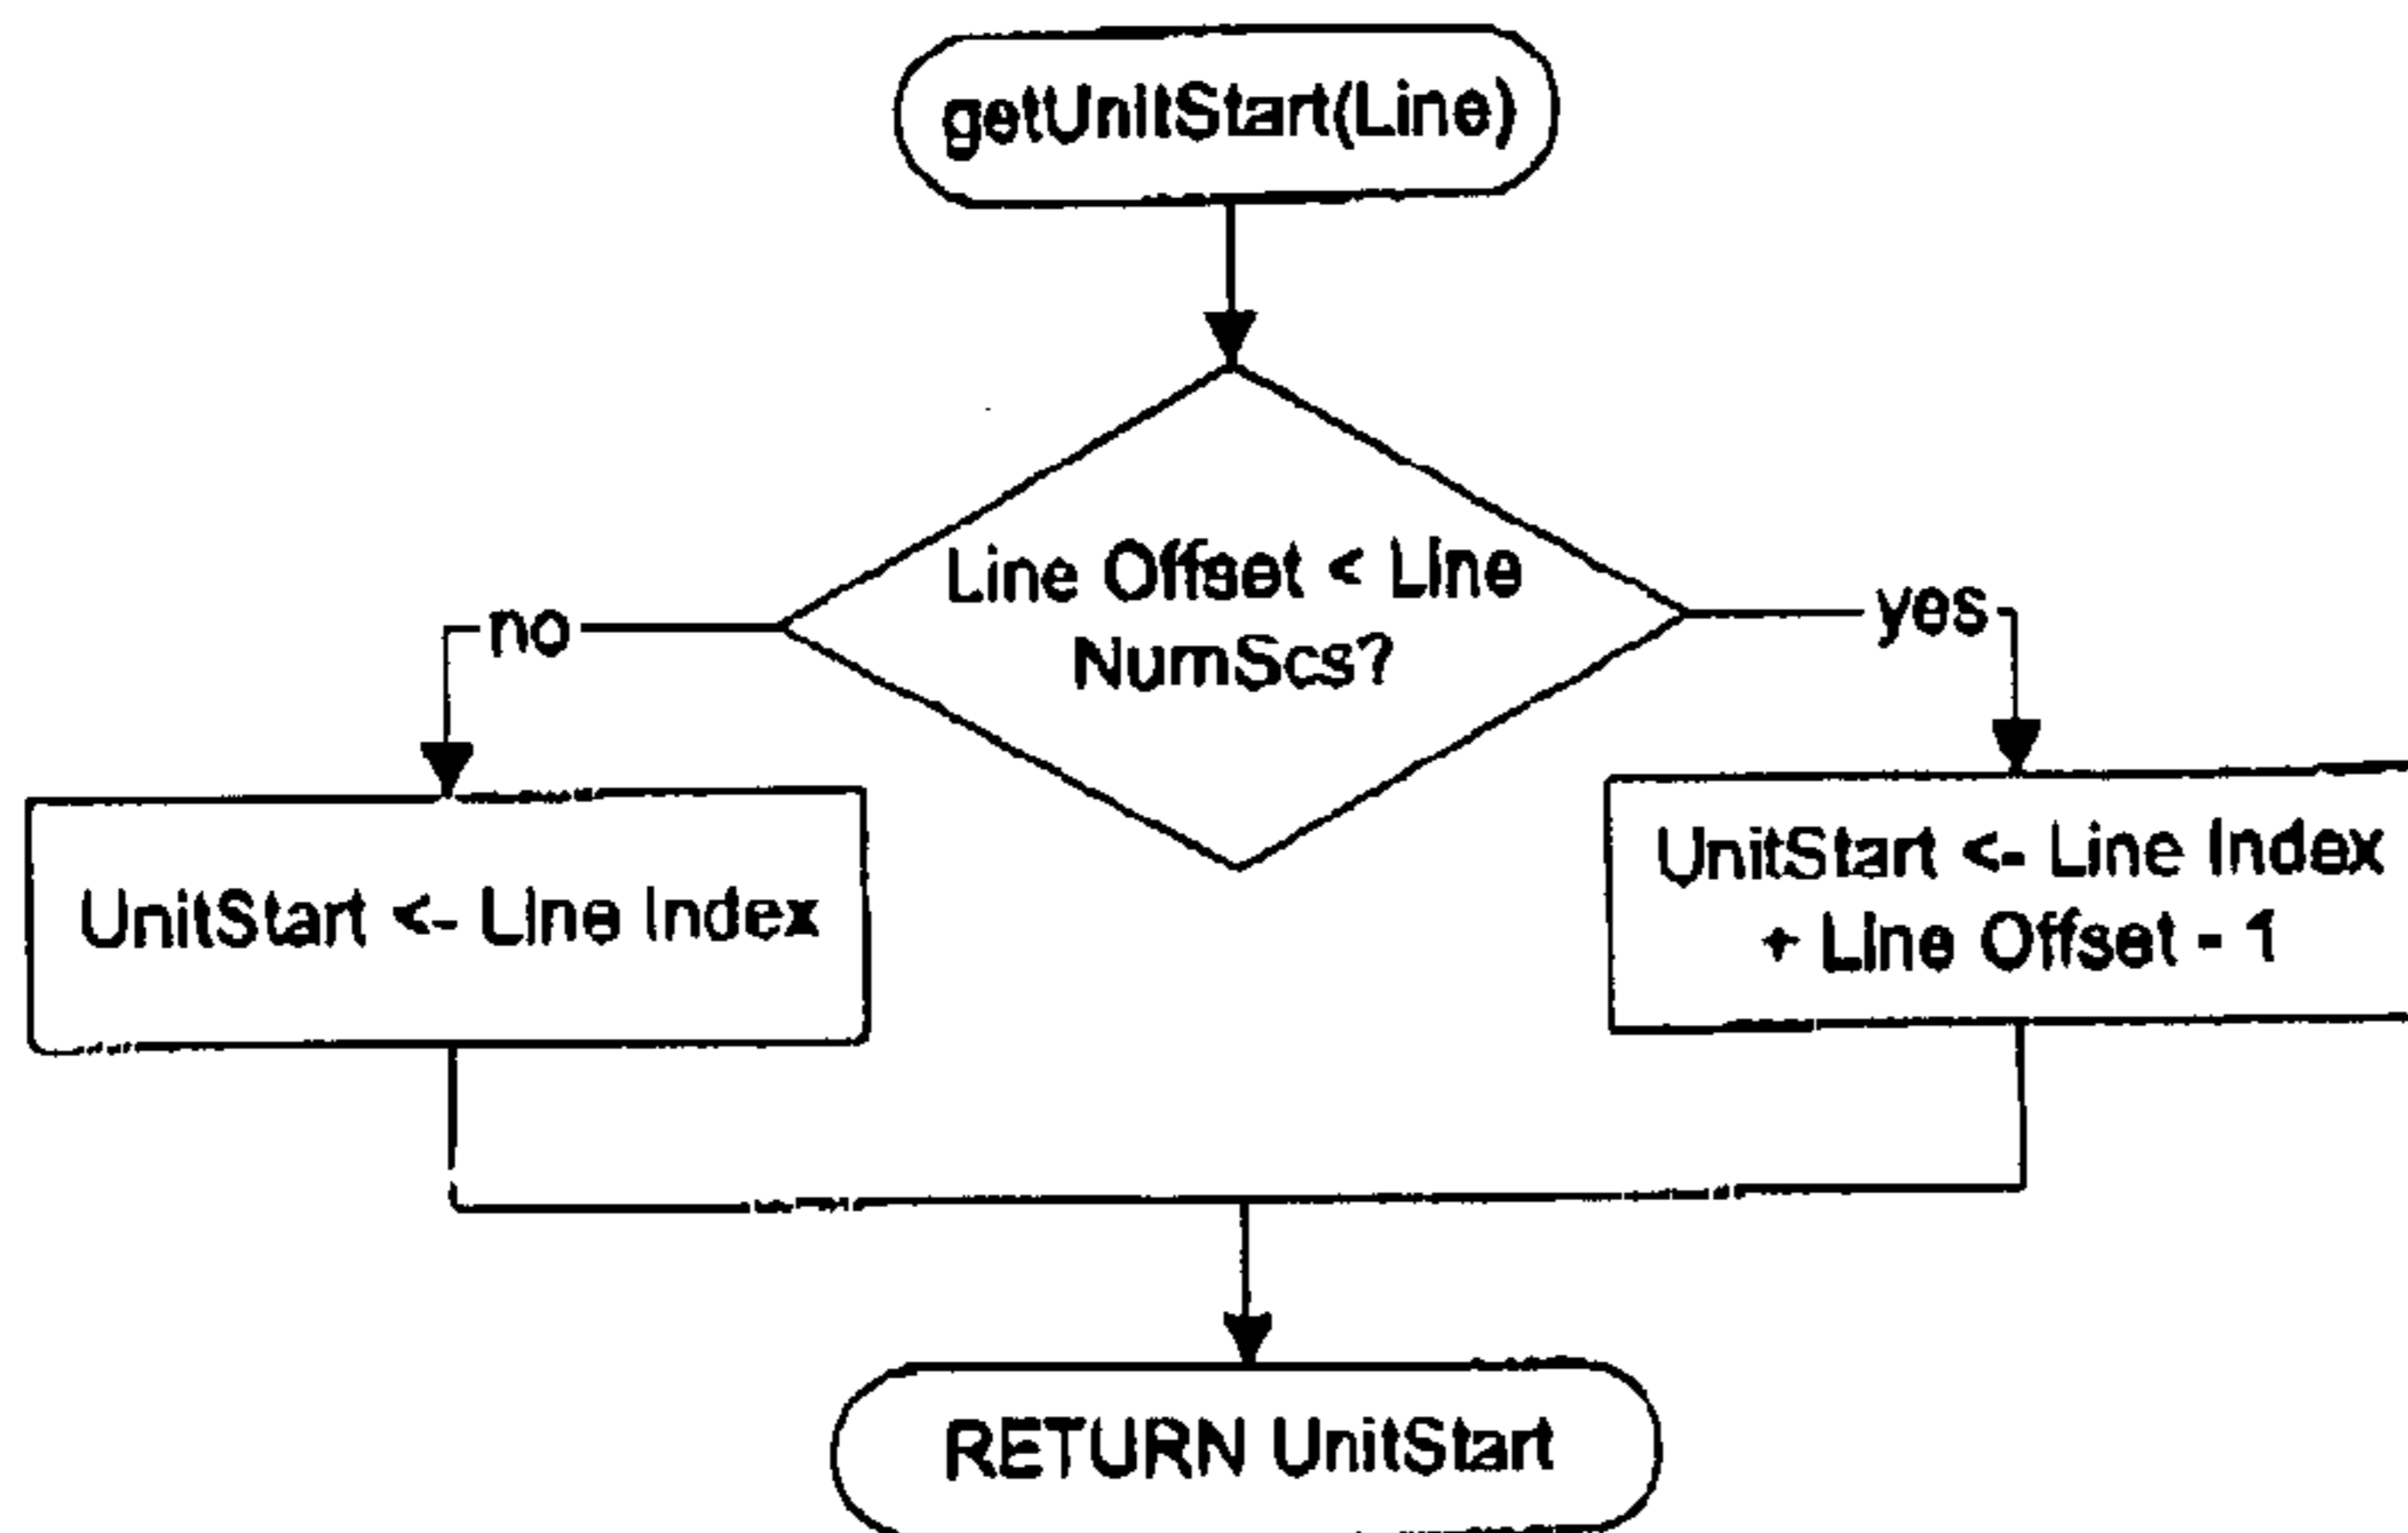 getUnitStart(Line)
Line Offset < Line
NumScs?
no
yes
UnitStart <- Line Index
UnitStart <- Line Index
+ Line Offset - 1
RETURN UnitStart